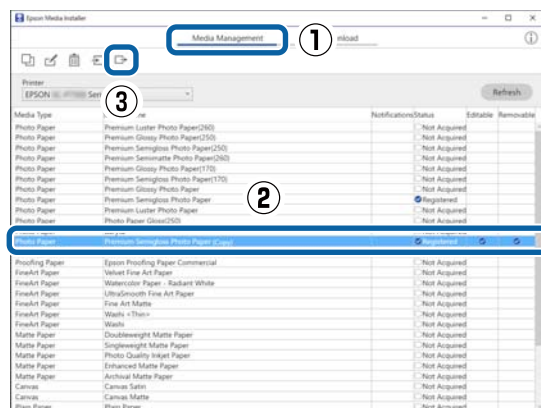 Epson Media Installer
Media Management
nload
1
Printer
EPSON Seri
3
Refresh
Media Type ne Notifications Status Editable Removable
Photo Paper Premium Luster Photo Paper(260) Not Acquired
Photo Paper Premium Glossy Photo Paper(250) Not Acquired
Photo Paper Premium Semigloss Photo Paper(250) Not Acquired
Photo Paper Premium Semimatte Photo Paper(260) Not Acquired
Photo Paper Premium Glossy Photo Paper(170) Not Acquired
Photo Paper Premium Semigloss Photo Paper(170) Not Acquired
Photo Paper Premium Glossy Photo Paper Not Acquired
Photo Paper Premium Semigloss Photo Paper Registered
2
Photo Paper Premium Luster Photo Paper Not Acquired
Photo Paper Photo Paper Gloss(250) Not Acquired
Photo Paper Premium Semigloss Photo Paper (Copy) Registered
Proofing Paper Epson Proofing Paper Commercial Not Acquired
FineArt Paper Velvet Fine Art Paper Not Acquired
FineArt Paper Watercolor Paper - Radiant White Not Acquired
FineArt Paper UltraSmooth Fine Art Paper Not Acquired
FineArt Paper Fine Art Matte Not Acquired
FineArt Paper Washi <Thin> Not Acquired
FineArt Paper Washi Not Acquired
Matte Paper Doubleweight Matte Paper Not Acquired
Matte Paper Singleweight Matte Paper Not Acquired
Matte Paper Photo Quality Inkjet Paper Not Acquired
Matte Paper Enhanced Matte Paper Not Acquired
Matte Paper Archival Matte Paper Not Acquired
Canvas Canvas Satin Not Acquired
Canvas Canvas Matte Not Acquired
Plain Paper Plain Paper Not Acquired